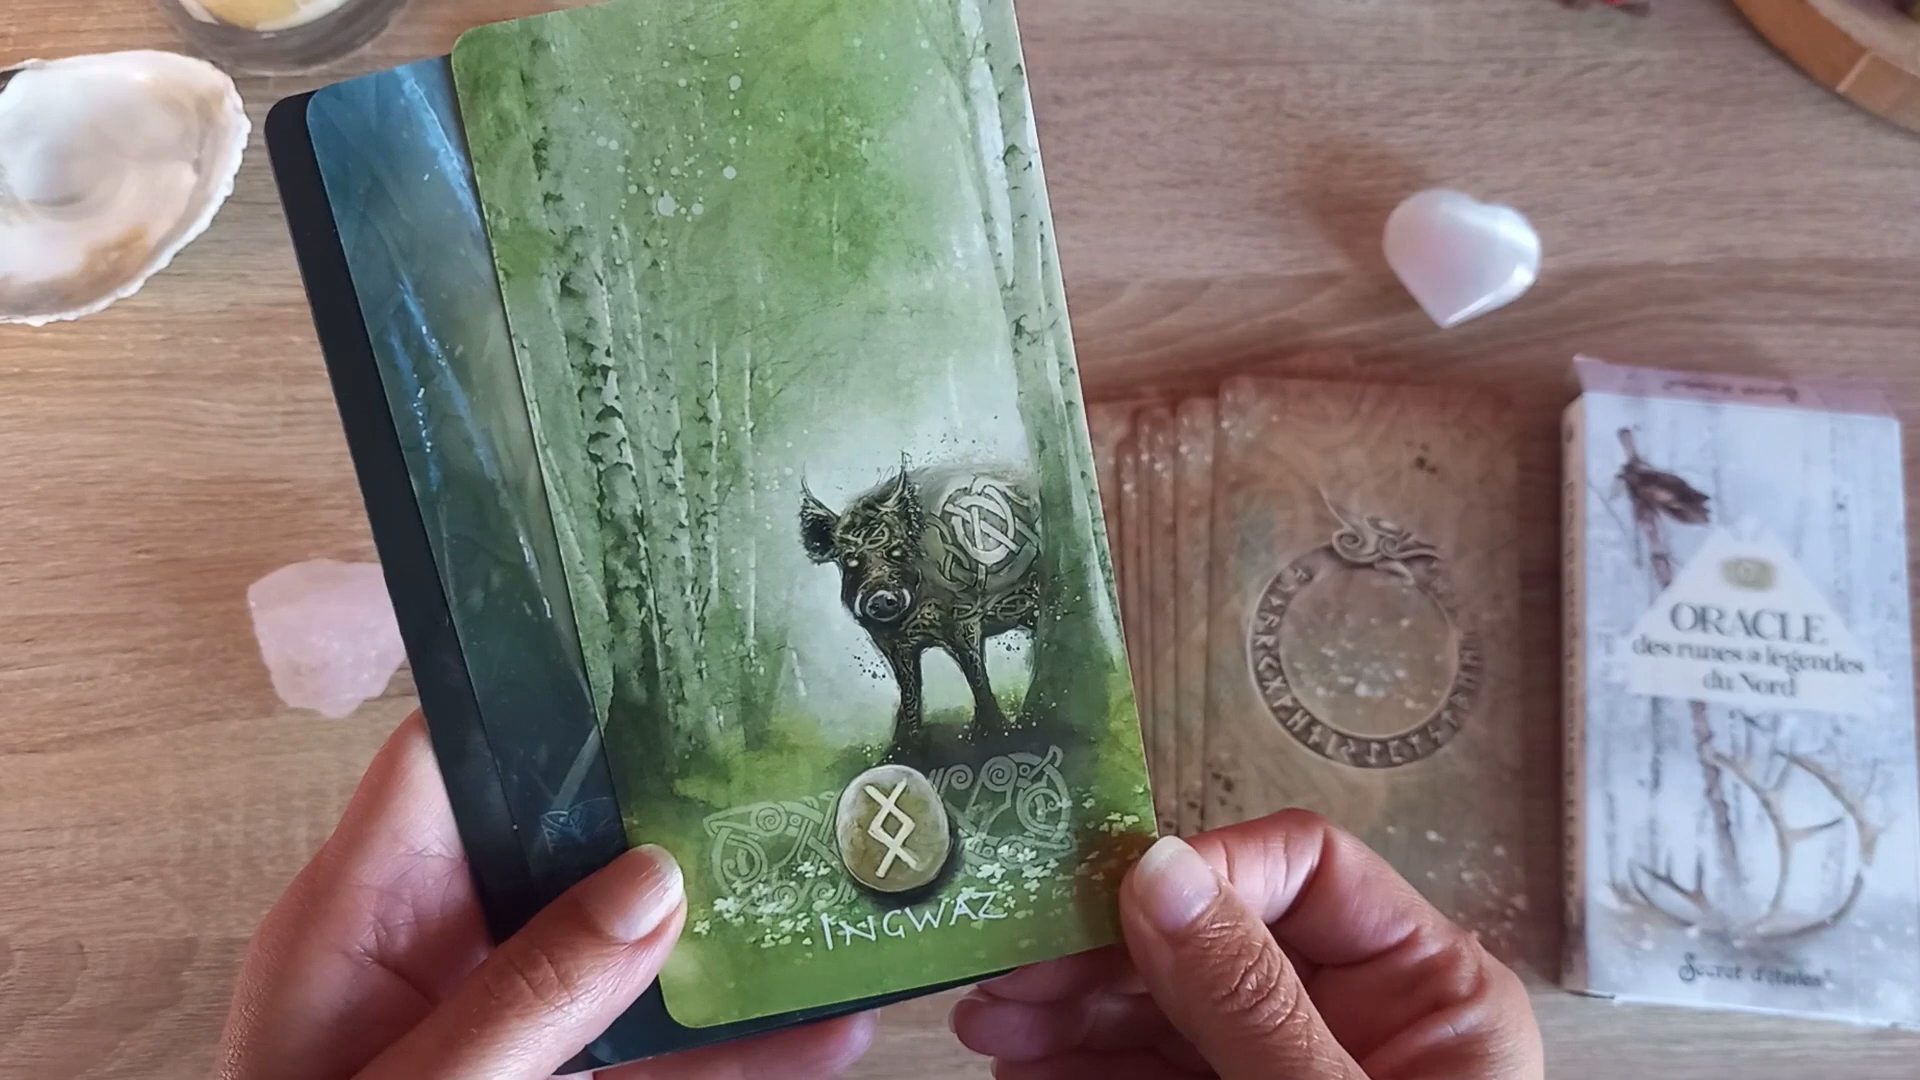 ᛝ
INGWAZ
ORACLE
des runes & légendes
du Nord
Secret d'étoiles